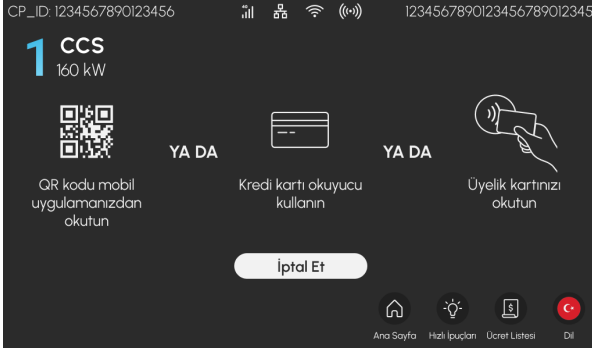 CP_ID: 1234567890123456
1234567890123456789012345
1
CCS
160 kW
QR kodu mobil
uygulamanızdan
okutun
YA DA
Kredi kartı okuyucu
kullanın
YA DA
Üyelik kartınızı
okutun
İptal Et
Ana Sayfa
Hızlı İpuçları
Ücret Listesi
Dil